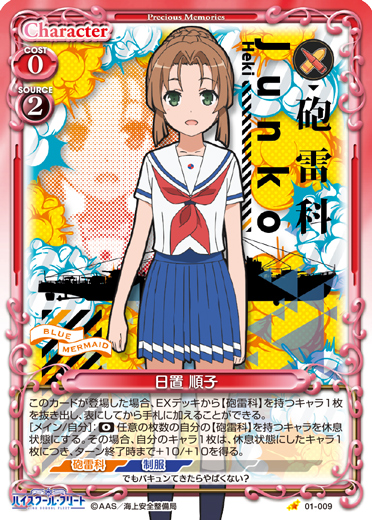 Precious Memories
Character
COST
0
SOURCE
2
Junko
Heki
砲雷科
BLUE
MERMAID
日置 順子
このカードが登場した場合、EXデッキから【砲雷科】を持つキャラ1枚
を抜き出し、表にしてから手札に加えることができる。
[メイン/自分]:任意の枚数の自分の【砲雷科】を持つキャラを休息
状態にする。その場合、自分のキャラ1枚は、休息状態にしたキャラ1
枚につき、ターン終了時まで+10/+10を得る。
砲雷科 制服
でもバキュンてきたらやばくない?
ハイスクール・フリート
©AAS/海上安全整備局
01-009